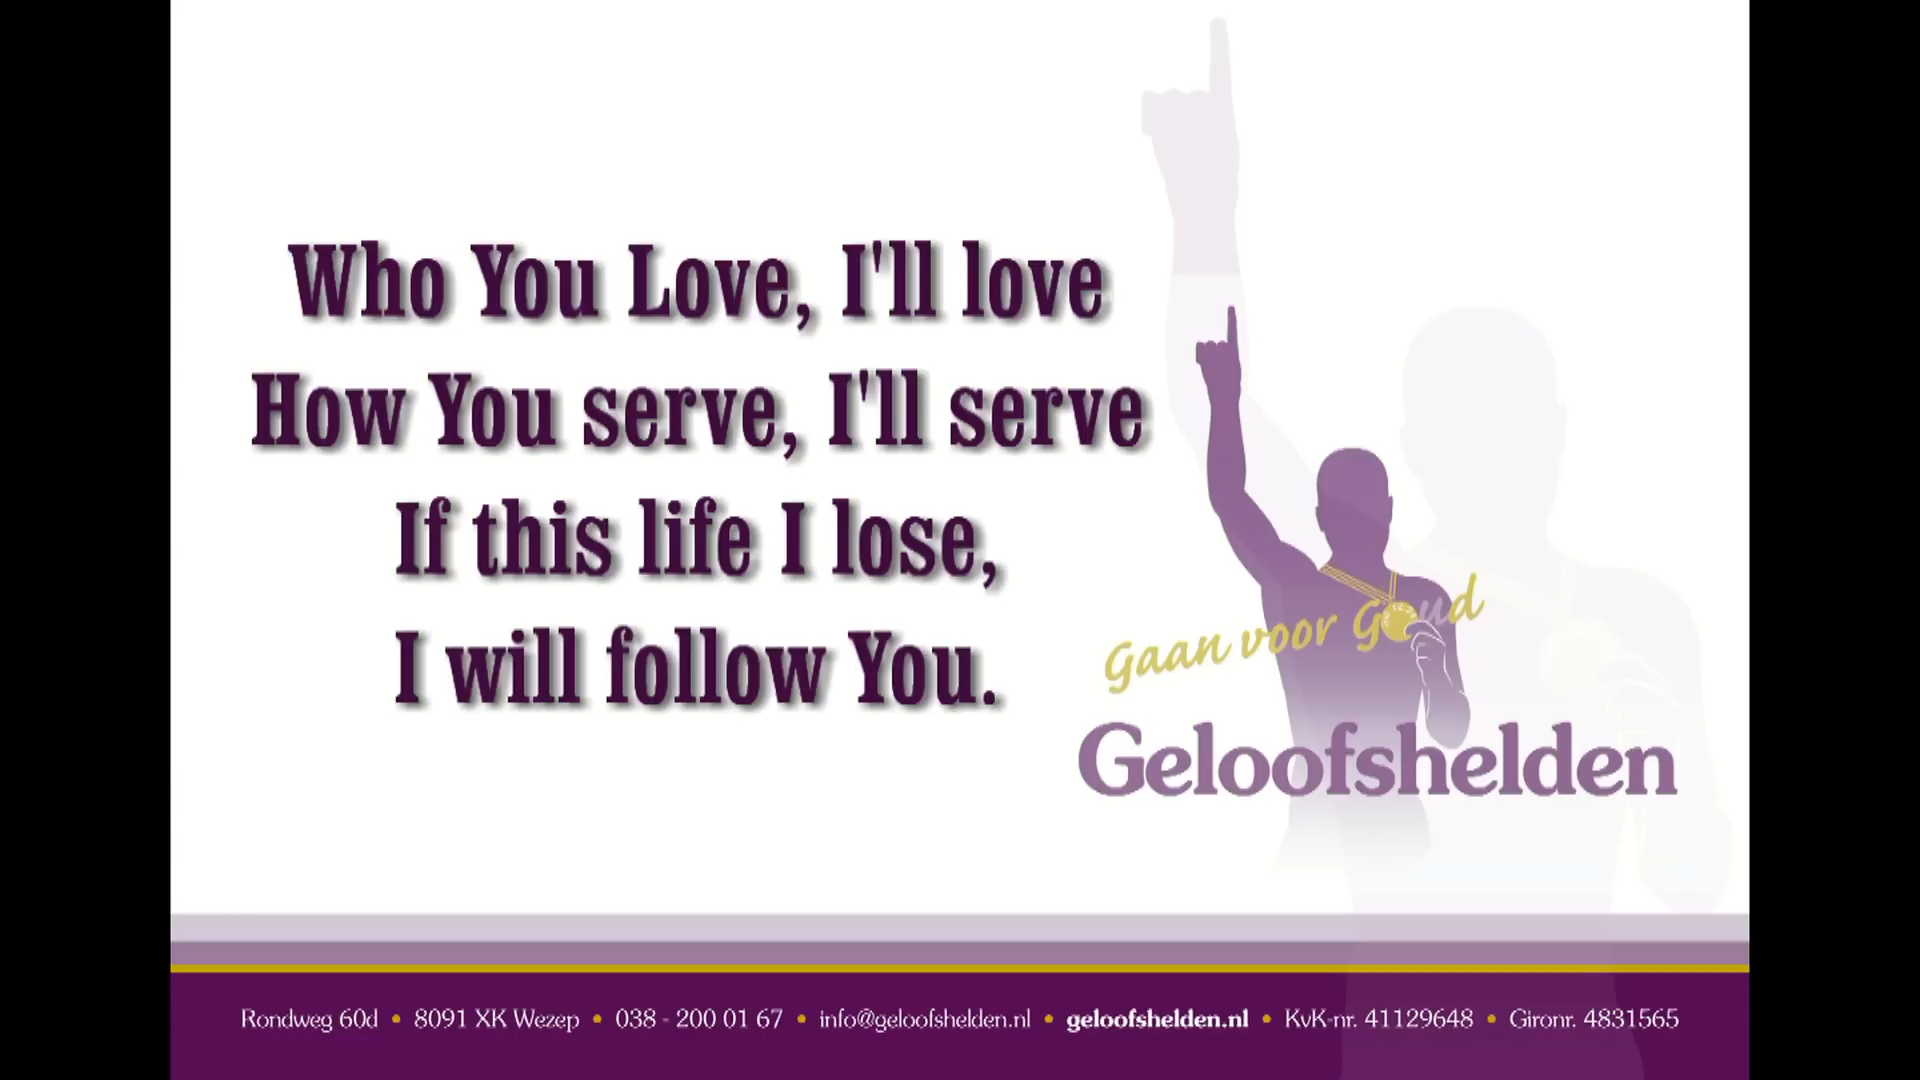 Who You Love, I'll love
How You serve, I'll serve
If this life I lose,
I will follow You.
Gaan voor Goud
Geloofshelden
Rondweg 60d • 8091 XK Wezep • 038 - 200 01 67 • info@geloofshelden.nl • geloofshelden.nl • KvK-nr. 41129648 • Gironr. 4831565